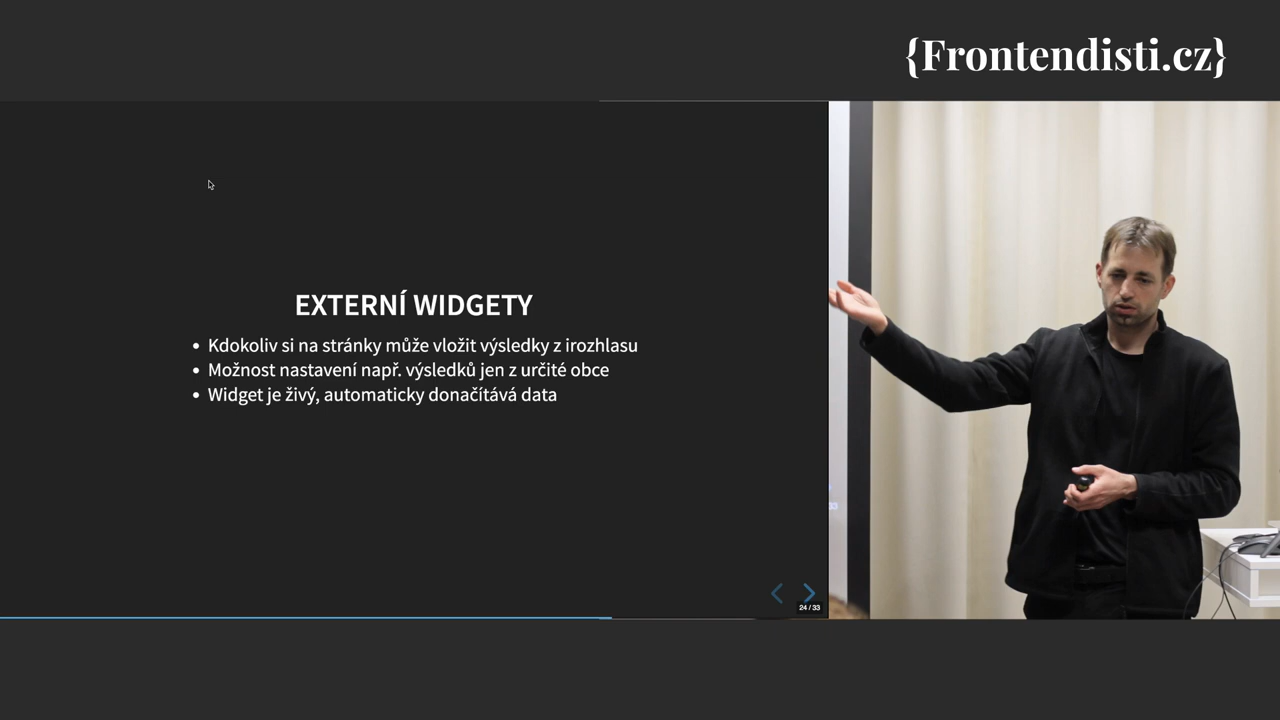 {Frontendisti.cz}
EXTERNÍ WIDGETY
• Kdokoliv si na stránky může vložit výsledky z irozhlasu
• Možnost nastavení např. výsledků jen z určité obce
• Widget je živý, automaticky donačítává data
24 / 33